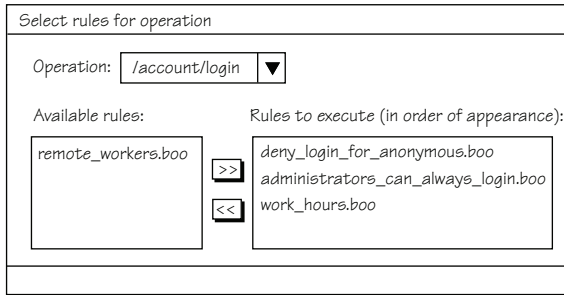 Select rules for operation
Operation: /account/login ▼
Available rules: Rules to execute (in order of appearance):
remote_workers.boo
>>
<<
deny_login_for_anonymous.boo
administrators_can_always_login.boo
work_hours.boo